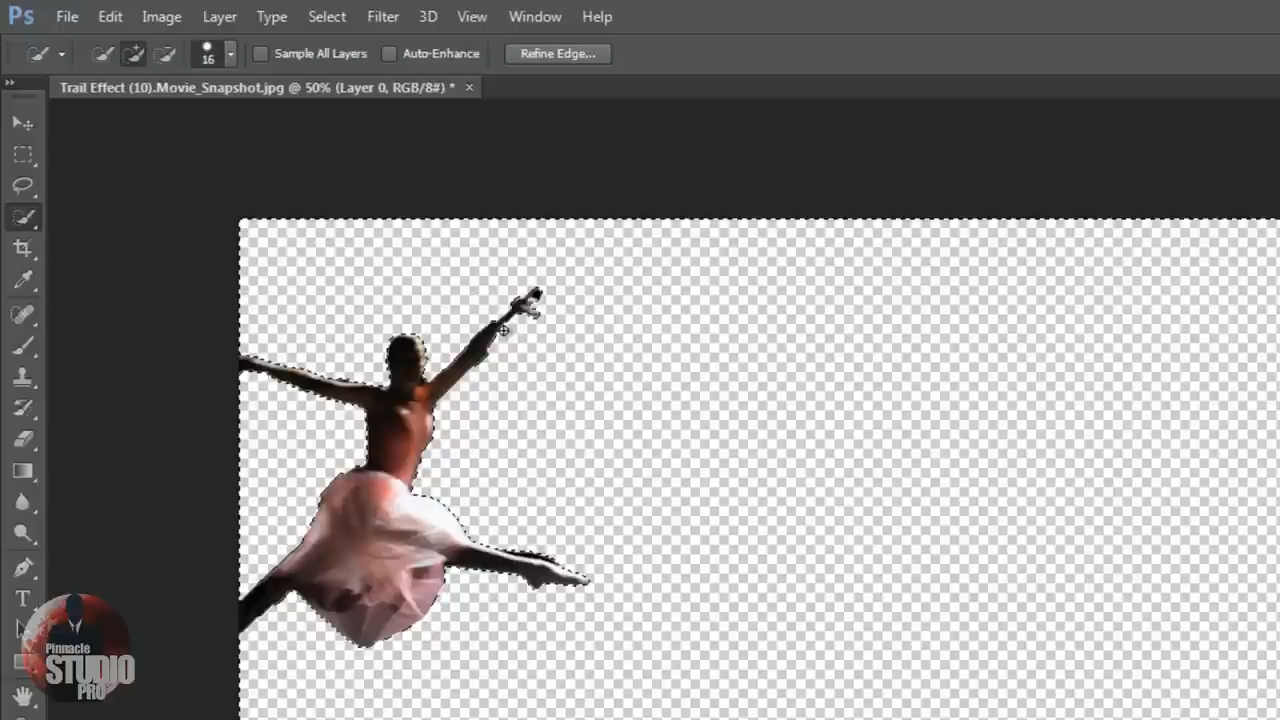 Ps File Edit Image Layer Type Select Filter 3D View Window Help
16 Sample All Layers Auto-Enhance Refine Edge...
Trail Effect (10).Movie_Snapshot.jpg @ 50% (Layer 0, RGB/8#) * ×
T
Pinnacle
STUDIO
PRO